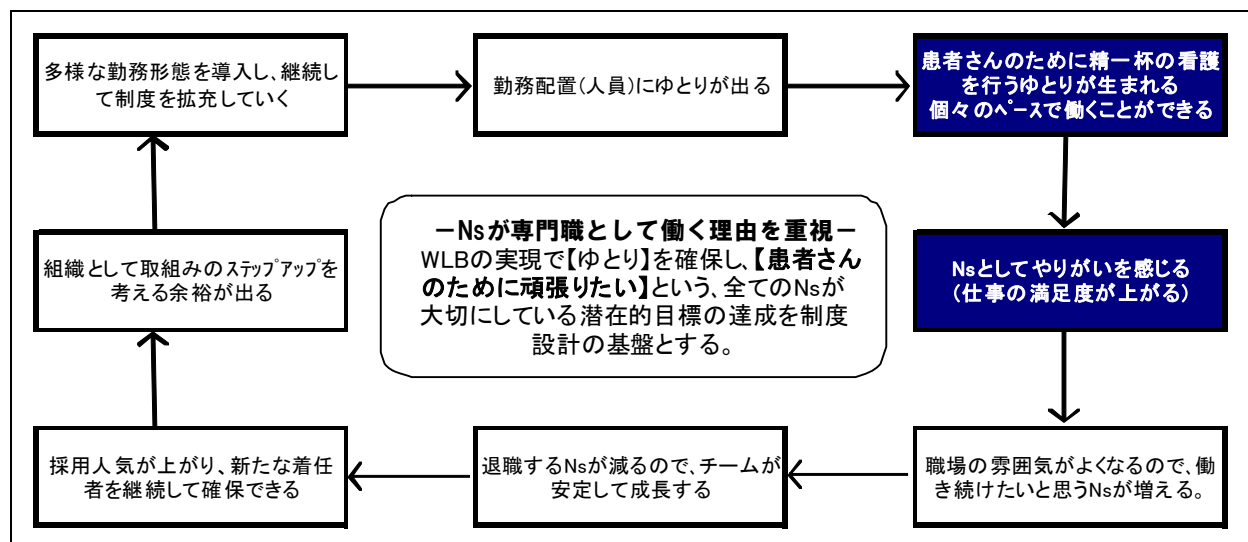 多様な勤務形態を導入し、継続し
て制度を拡充していく
勤務配置(人員)にゆとりが出る
患者さんのために精一杯の看護
を行うゆとりが生まれる
個々のﾍﾟｰｽで働くことができる
Nsとしてやりがいを感じる
(仕事の満足度が上がる)
職場の雰囲気がよくなるので、働
き続けたいと思うNsが増える。
退職するNsが減るので、チームが
安定して成長する
採用人気が上がり、新たな着任
者を継続して確保できる
組織として取組みのｽﾃｯﾌﾟｱｯﾌﾟを
考える余裕が出る
－Nsが専門職として働く理由を重視－
WLBの実現で【ゆとり】を確保し、【患者さん
のために頑張りたい】という、全てのNsが
大切にしている潜在的目標の達成を制度
設計の基盤とする。